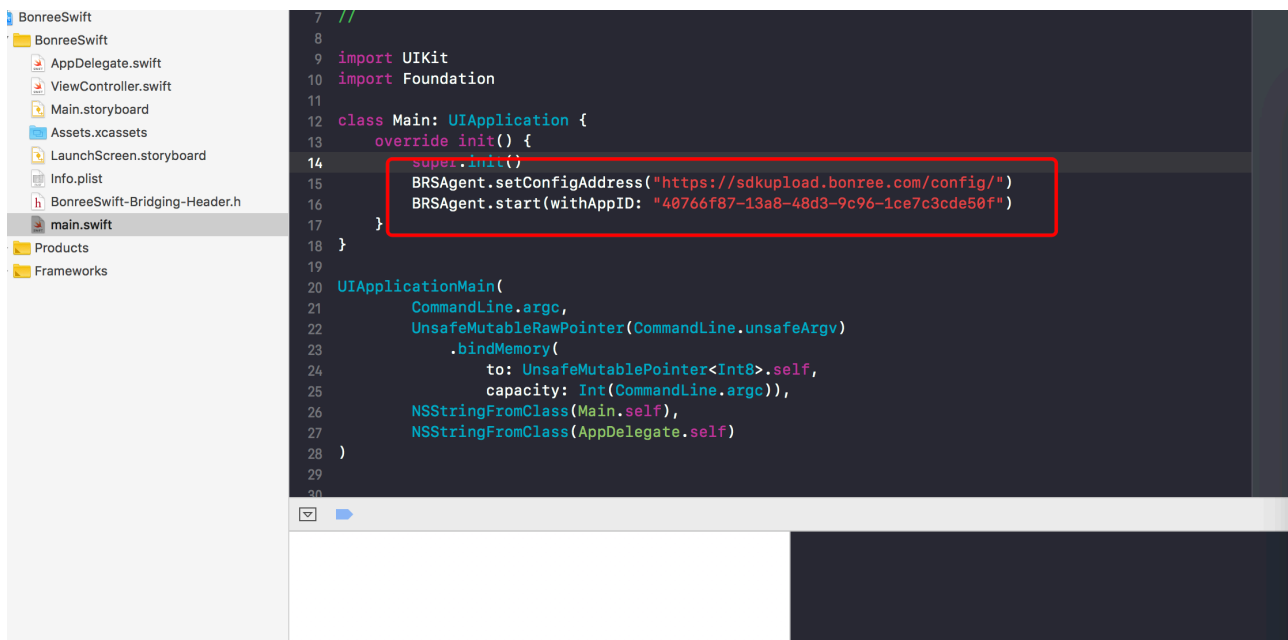 BonreeSwift
BonreeSwift
AppDelegate.swift
ViewController.swift
Main.storyboard
Assets.xcassets
LaunchScreen.storyboard
Info.plist
h BonreeSwift-Bridging-Header.h
main.swift
Products
Frameworks
7 //
8
9 import UIKit
10 import Foundation
11
12 class Main: UIApplication {
13 override init() {
14 super.init()
15 BRSAgent.setConfigAddress("https://sdkupload.bonree.com/config/")
16 BRSAgent.start(withAppID: "40766f87-13a8-48d3-9c96-1ce7c3cde50f")
17 }
18 }
19
20 UIApplicationMain(
21 CommandLine.argc,
22 UnsafeMutableRawPointer(CommandLine.unsafeArgv)
23 .bindMemory(
24 to: UnsafeMutablePointer<Int8>.self,
25 capacity: Int(CommandLine.argc)),
26 NSStringFromClass(Main.self),
27 NSStringFromClass(AppDelegate.self)
28 )
29
30